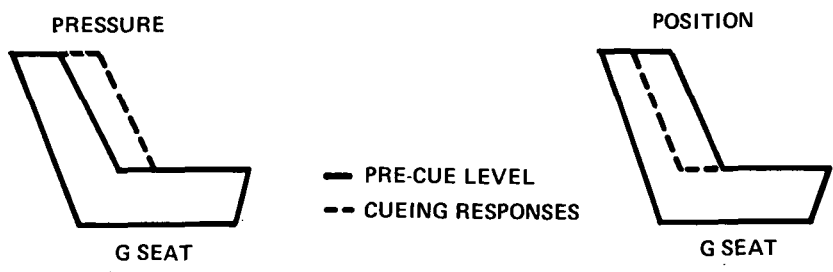 PRESSURE
POSITION
PRE-CUE LEVEL
CUEING RESPONSES
G SEAT
G SEAT